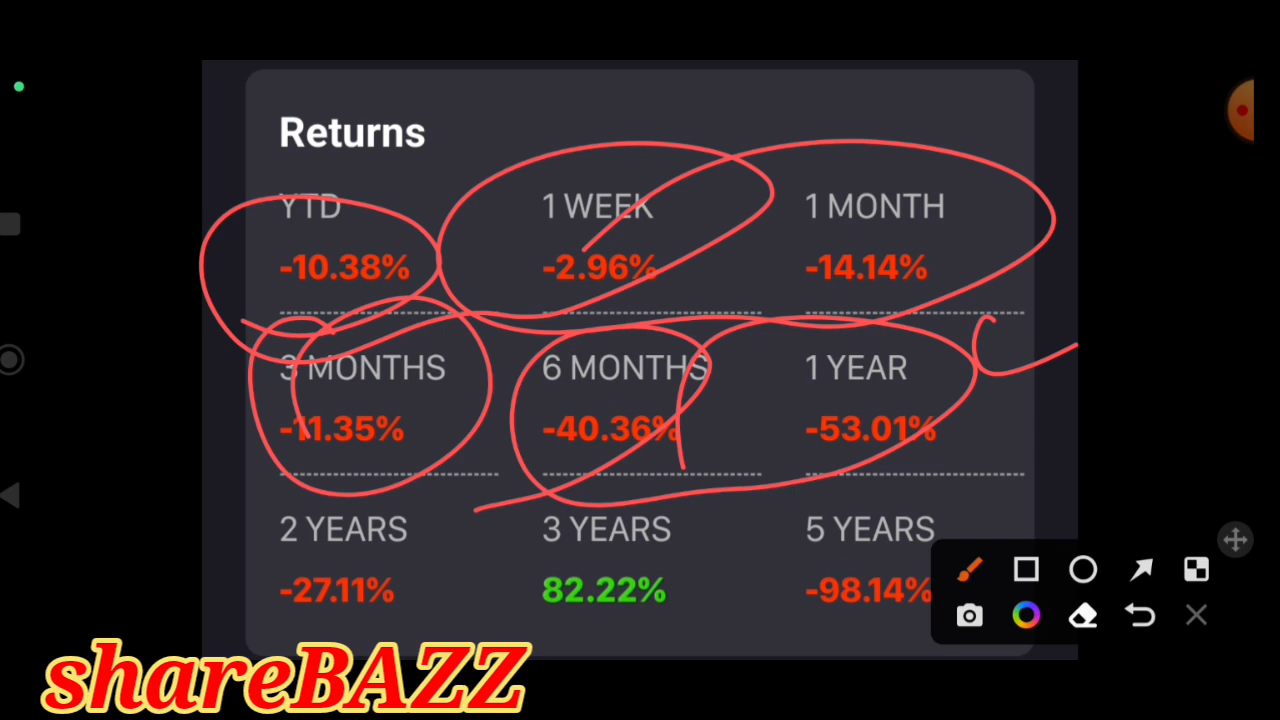 Returns
YTD 1 WEEK 1 MONTH
-10.38% -2.96% -14.14%
3 MONTHS 6 MONTHS 1 YEAR
-11.35% -40.36% -53.01%
2 YEARS 3 YEARS 5 YEARS
-27.11% 82.22% -98.14%
shareBAZZ